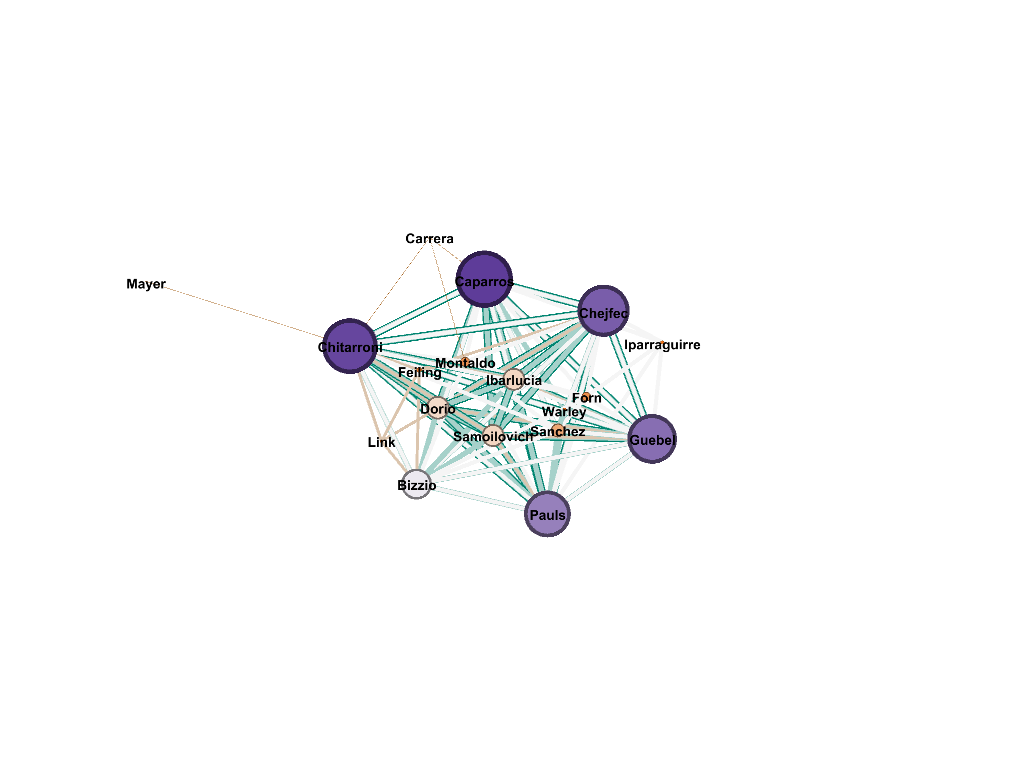 Carrera
Mayer
Caparros
Chejfec
Chitarroni
Iparraguirre
Montaldo
Feiling
Ibarlucia
Forn
Dorio
Warley
Sanchez
Samoilovich
Guebel
Link
Bizzio
Pauls